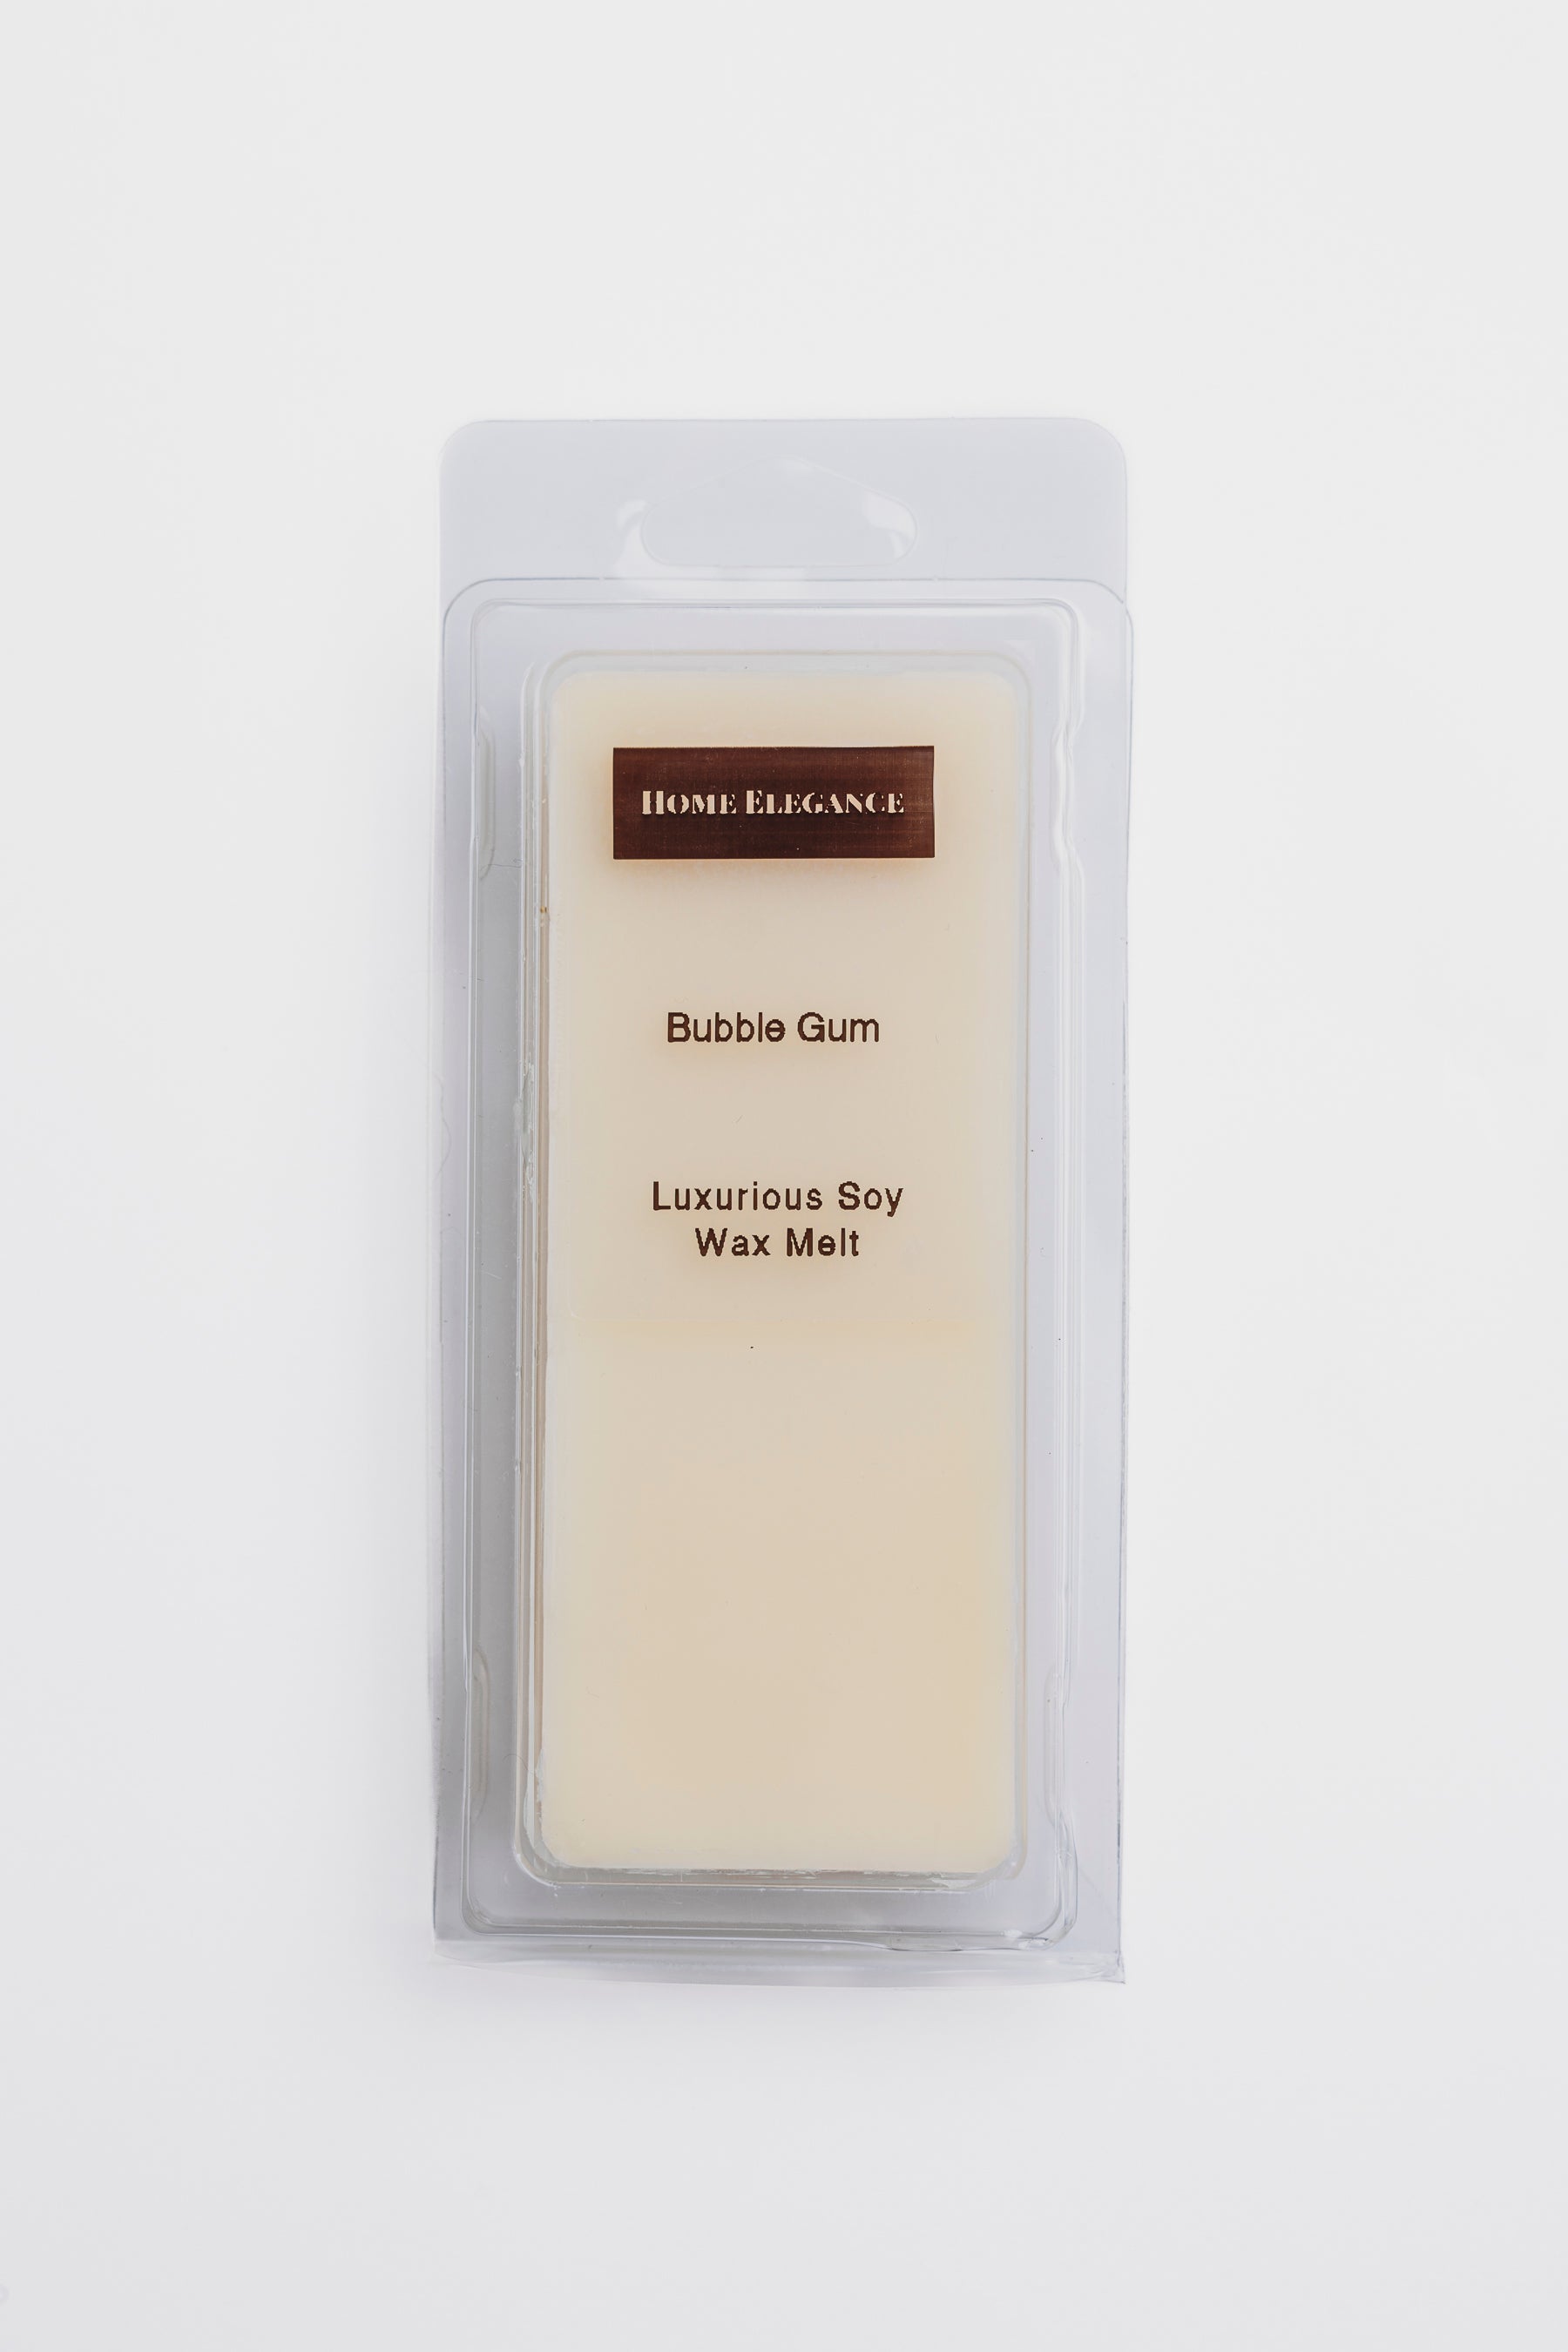 HOME ELEGANCE
Bubble Gum
Luxurious Soy
Wax Melt